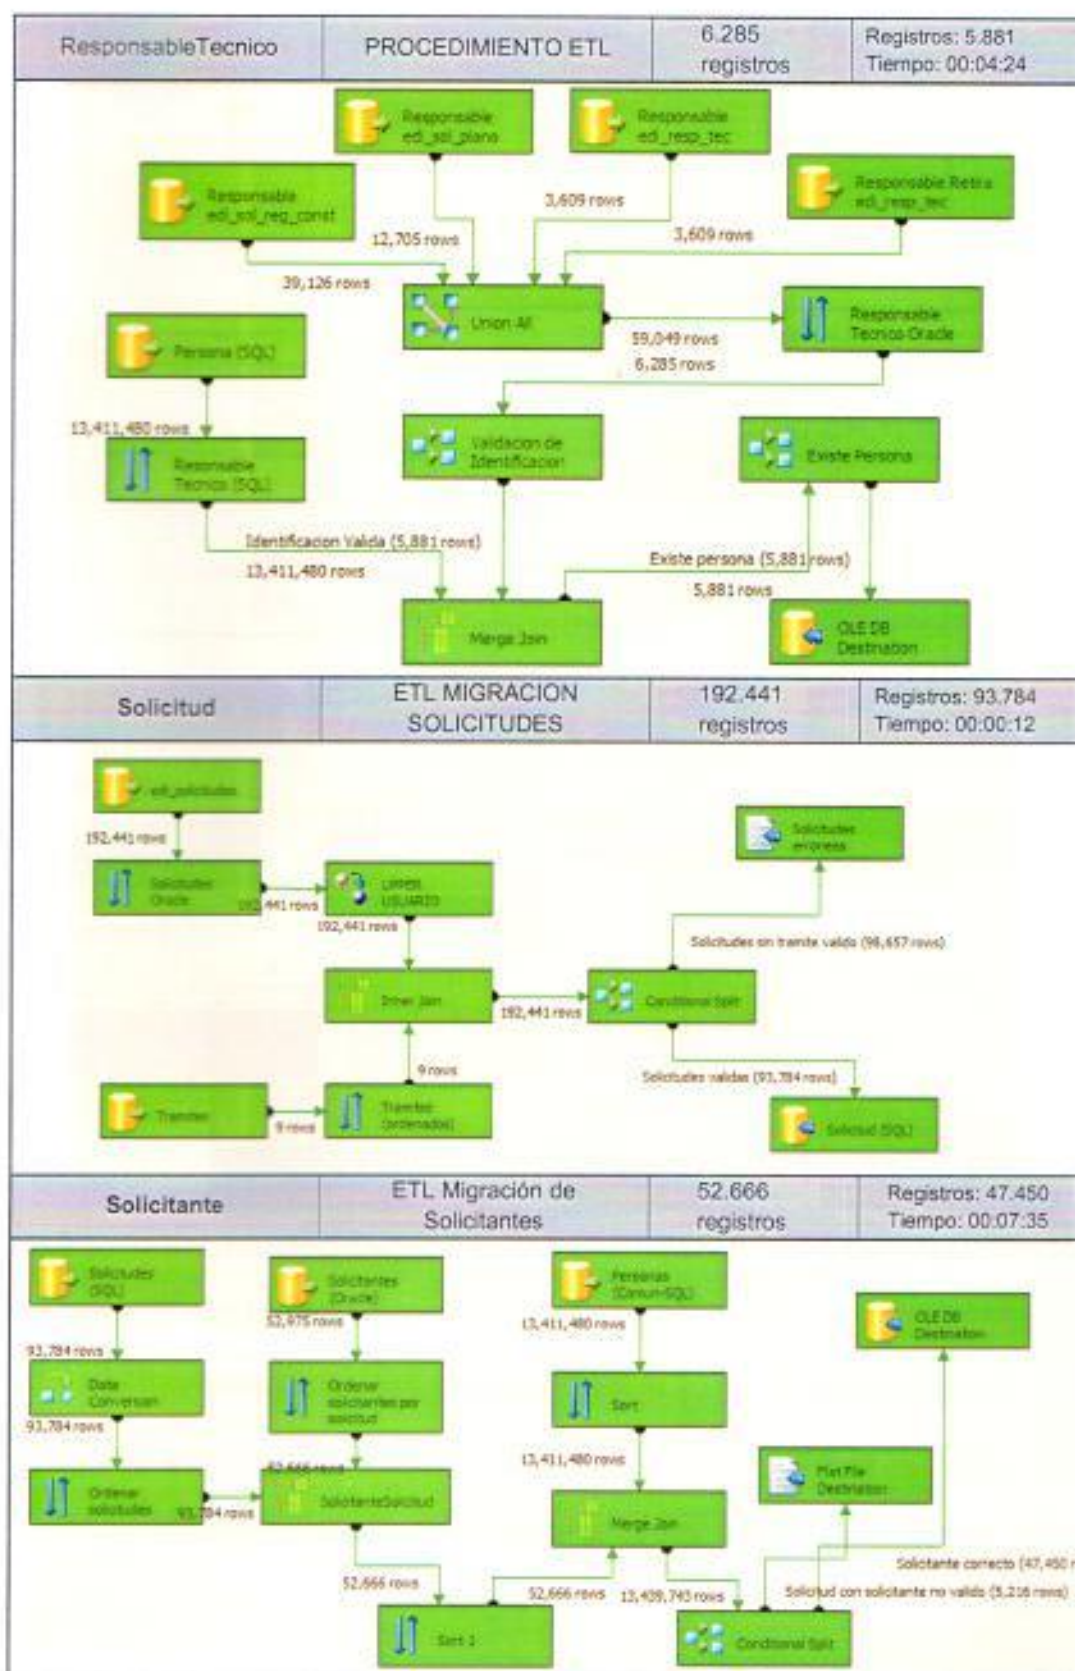 ResponsableTecnico
PROCEDIMIENTO ETL
6.285
registros
Registros: 5.881
Tiempo: 00:04:24
Responsable
edi_sol_plano
Responsable
edi_resp_tec
Responsable
edi_sol_reg_const
Responsable Retira
edi_resp_tec
3,609 rows
12,705 rows
3,609 rows
39,126 rows
Union All
Responsable
Tecnico Oracle
Persona (SQL)
59,049 rows
6,285 rows
13,411,480 rows
Validacion de
Identificacion
Existe Persona
Responsable
Tecnico (SQL)
Identificacion Valida (5,881 rows)
13,411,480 rows
Existe persona (5,881 rows)
5,881 rows
Merge Join
OLE DB
Destination
Solicitud
ETL MIGRACION
SOLICITUDES
192.441
registros
Registros: 93.784
Tiempo: 00:00:12
edi_solicitudes
192,441 rows
Solicitudes
erroneas
Solicitudes
Oracle
192,441 rows
UPPER
USUARIO
192,441 rows
Solicitudes sin tramite valido (98,657 rows)
Inner Join
192,441 rows
Conditional Split
9 rows
Solicitudes validas (93,784 rows)
Tramites
9 rows
Tramites
(ordenados)
Solicitud (SQL)
Solicitante
ETL Migración de
Solicitantes
52.666
registros
Registros: 47.450
Tiempo: 00:07:35
Solicitudes
(SQL)
Solicitantes
(Oracle)
Personas
(Comun-SQL)
52,975 rows
13,411,480 rows
OLE DB
Destination
93,784 rows
Data
Conversion
Ordenar
solicitantes por
solicitud
Sort
93,784 rows
52,666 rows
13,411,480 rows
Ordenar
solicitudes
93,784 rows
SolicitanteSolicitud
Merge Join
Flat File
Destination
Solicitante correcto (47,450
52,666 rows
52,666 rows
13,439,743 rows
Solicitud con solicitante no valido (5,216 rows)
Sort 1
Conditional Split